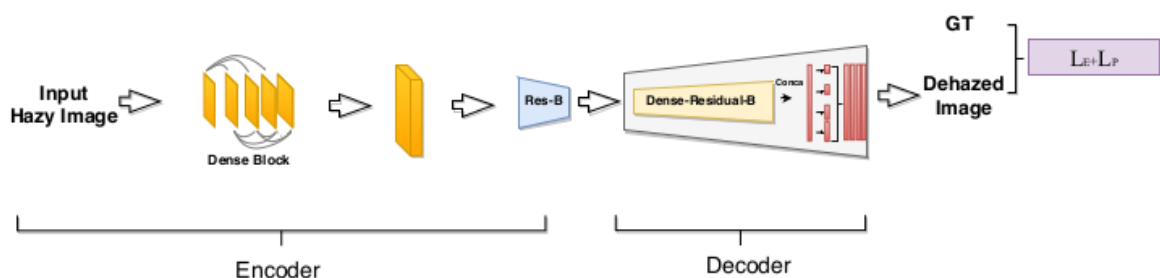 Input
Hazy Image
Dense Block
Res-B
Dense-Residual-B
Conca
GT
Dehazed
Image
LE+LP
Encoder
Decoder